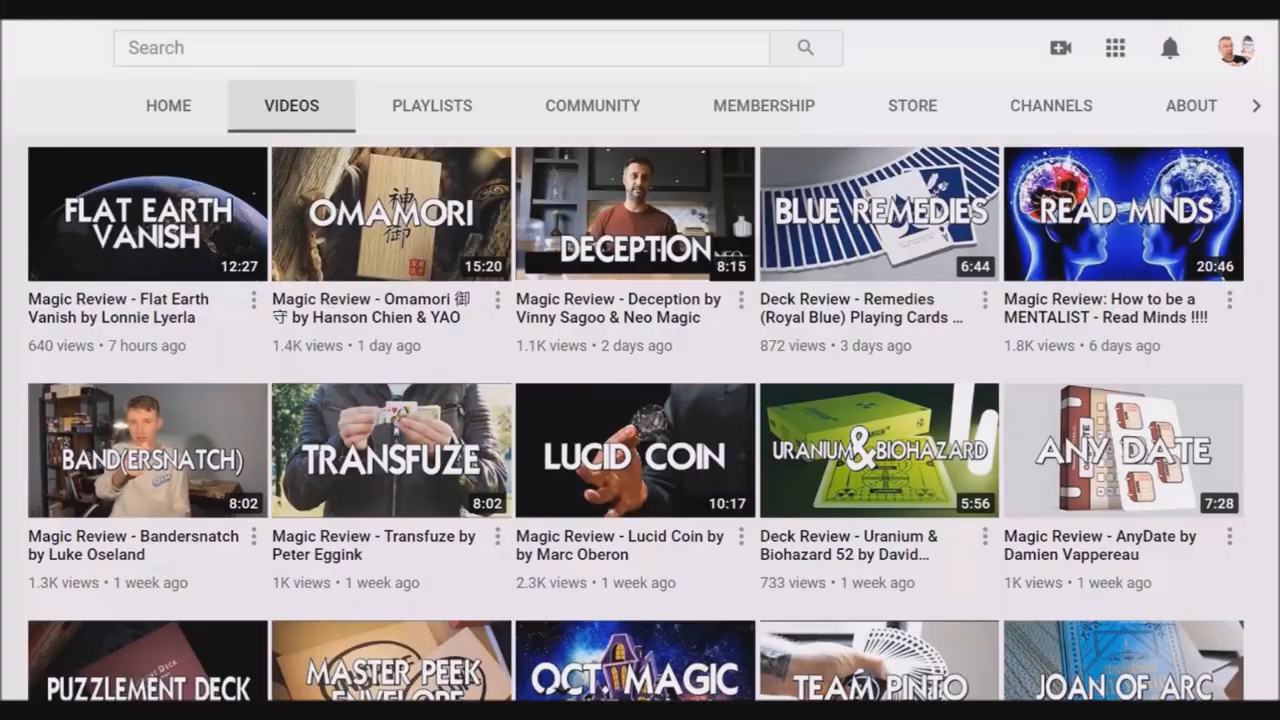 Search
HOME
VIDEOS
PLAYLISTS
COMMUNITY
MEMBERSHIP
STORE
CHANNELS
ABOUT
FLAT EARTH
VANISH
12:27
神
御
OMAMORI
15:20
DECEPTION
8:15
BLUE REMEDIES
6:44
READ MINDS
20:46
Magic Review - Flat Earth
Vanish by Lonnie Lyerla
640 views • 7 hours ago
Magic Review - Omamori 御
守 by Hanson Chien & YAO
1.4K views • 1 day ago
Magic Review - Deception by
Vinny Sagoo & Neo Magic
1.1K views • 2 days ago
Deck Review - Remedies
(Royal Blue) Playing Cards ...
872 views • 3 days ago
Magic Review: How to be a
MENTALIST - Read Minds !!!!
1.8K views • 6 days ago
BAND(ERSNATCH)
8:02
TRANSFUZE
8:02
LUCID COIN
10:17
URANIUM & BIOHAZARD
5:56
ANY DATE
7:28
Magic Review - Bandersnatch
by Luke Oseland
1.3K views • 1 week ago
Magic Review - Transfuze by
Peter Eggink
1K views • 1 week ago
Magic Review - Lucid Coin by
by Marc Oberon
2.3K views • 1 week ago
Deck Review - Uranium &
Biohazard 52 by David...
733 views • 1 week ago
Magic Review - AnyDate by
Damien Vappereau
1K views • 1 week ago
PUZZLEMENT DECK
MASTER PEEK
ENVELOPE
OCT. MAGIC
TEAM PINTO
JOAN OF ARC